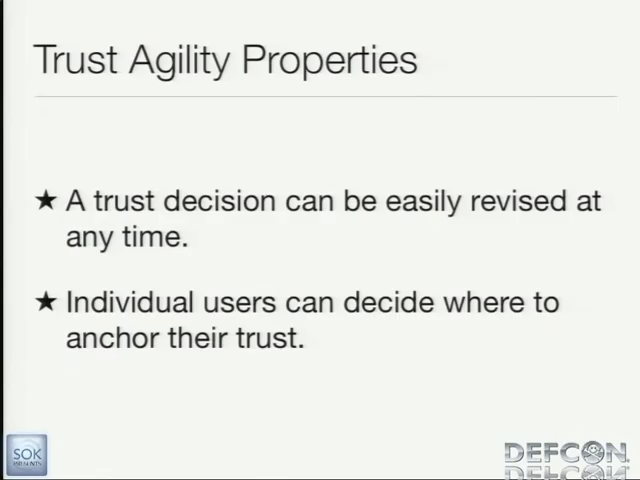 Trust Agility Properties
★ A trust decision can be easily revised at
any time.
★ Individual users can decide where to
anchor their trust.
SOK
PRESENTS
DEFCON